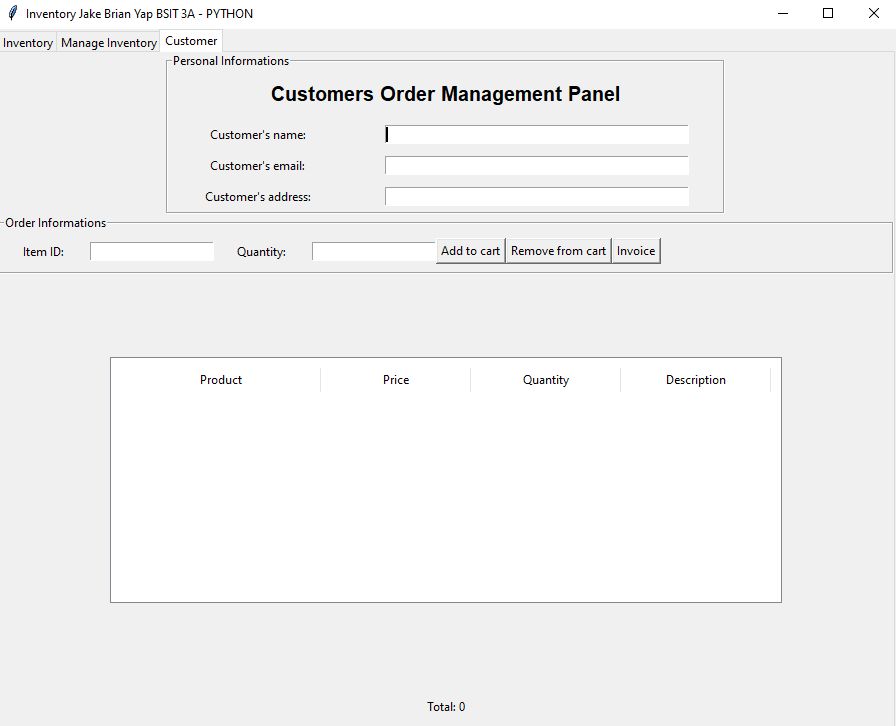 Inventory Jake Brian Yap BSIT 3A - PYTHON
Inventory Manage Inventory Customer
Personal Informations
Customers Order Management Panel
Customer's name:
Customer's email:
Customer's address:
Order Informations
Item ID: Quantity: Add to cart Remove from cart Invoice
Product Price Quantity Description
Total: 0